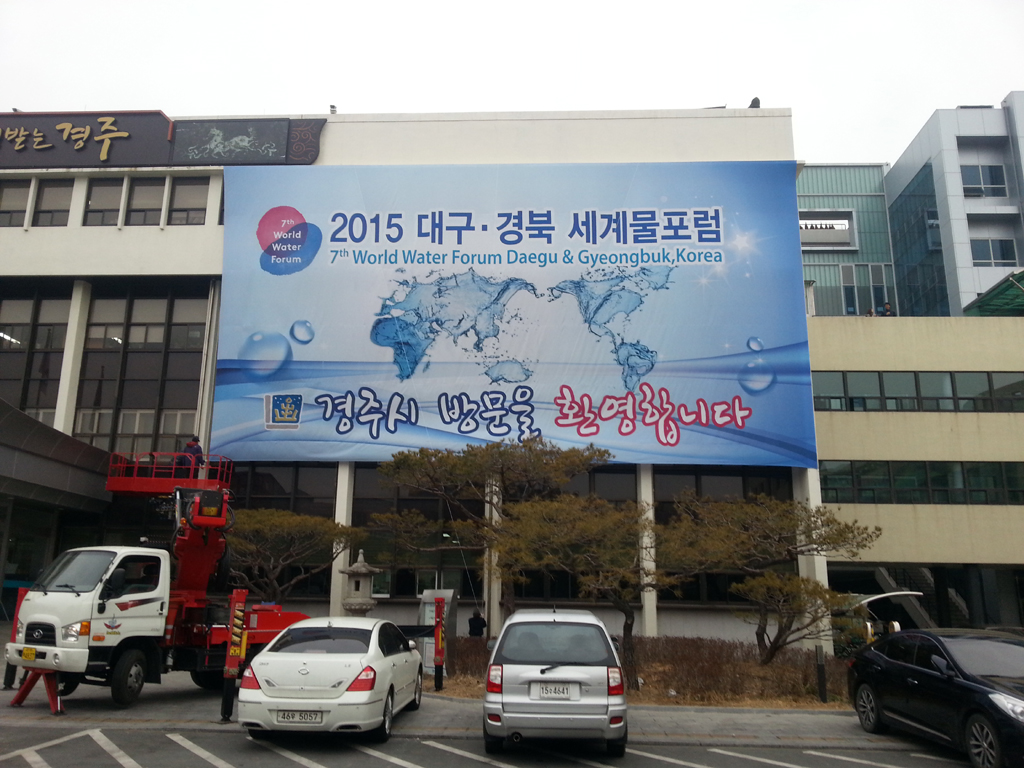 받는 경주
7th
World
Water
Forum
2015 대구·경북 세계물포럼
7th World Water Forum Daegu & Gyeongbuk,Korea
경주시 방문을 환영합니다
46우 5057
15수 4641